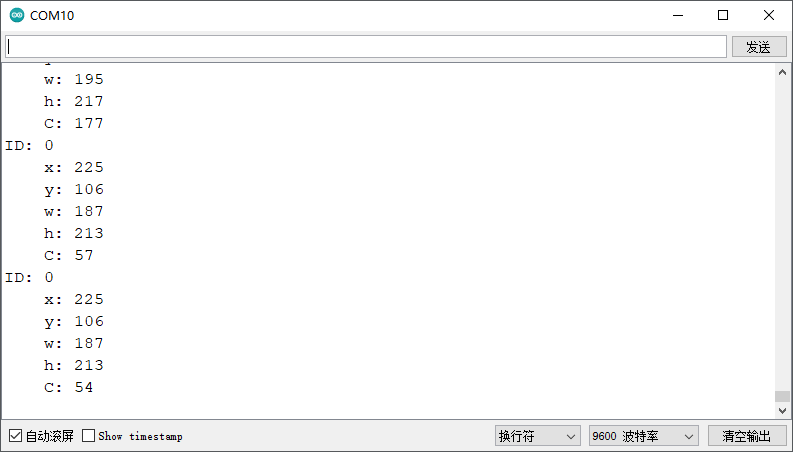 COM10
发送
w: 195
h: 217
C: 177
ID: 0
x: 225
y: 106
w: 187
h: 213
C: 57
ID: 0
x: 225
y: 106
w: 187
h: 213
C: 54
自动滚屏 Show timestamp 换行符 9600 波特率 清空输出